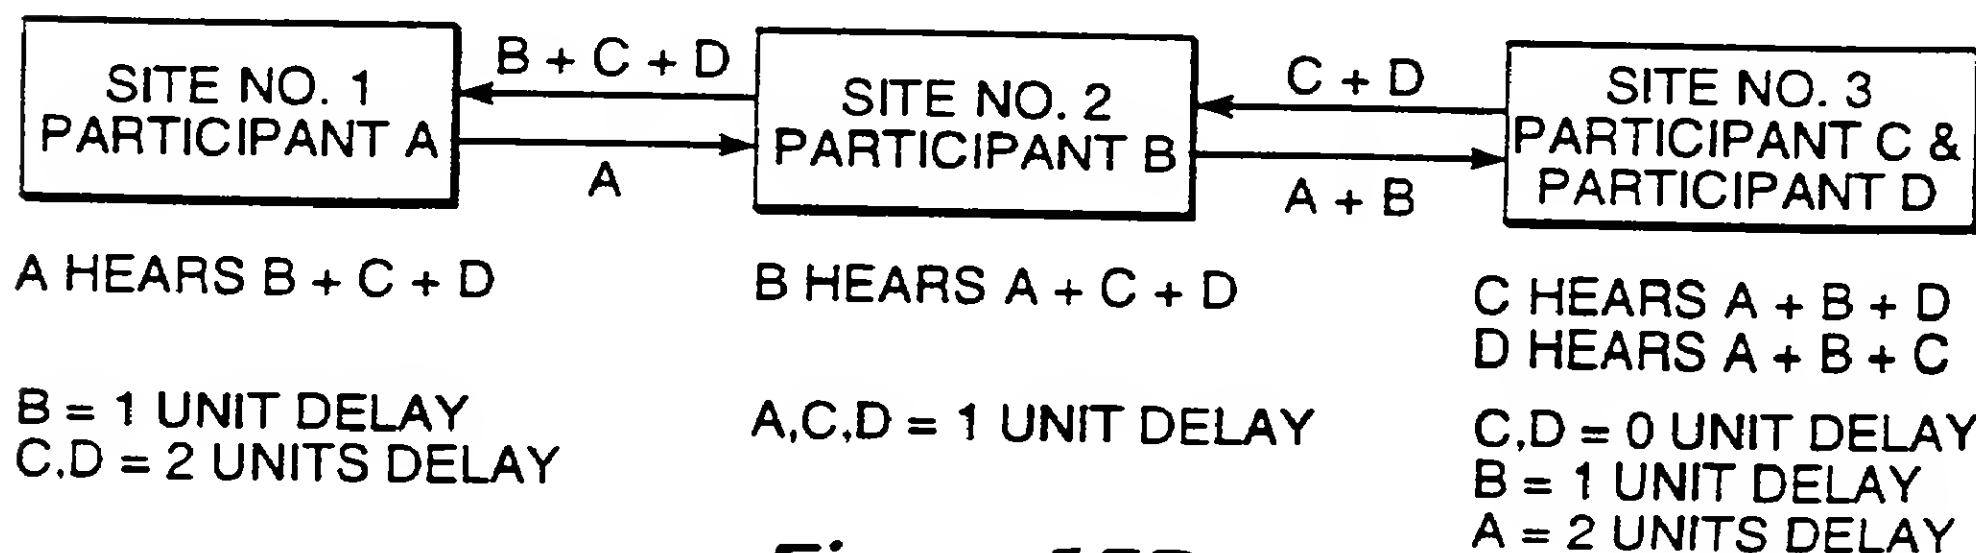 SITE NO. 1
PARTICIPANT A
B + C + D
A
SITE NO. 2
PARTICIPANT B
C + D
A + B
SITE NO. 3
PARTICIPANT C &
PARTICIPANT D
A HEARS B + C + D
B = 1 UNIT DELAY
C,D = 2 UNITS DELAY
B HEARS A + C + D
A,C,D = 1 UNIT DELAY
C HEARS A + B + D
D HEARS A + B + C
C,D = 0 UNIT DELAY
B = 1 UNIT DELAY
A = 2 UNITS DELAY